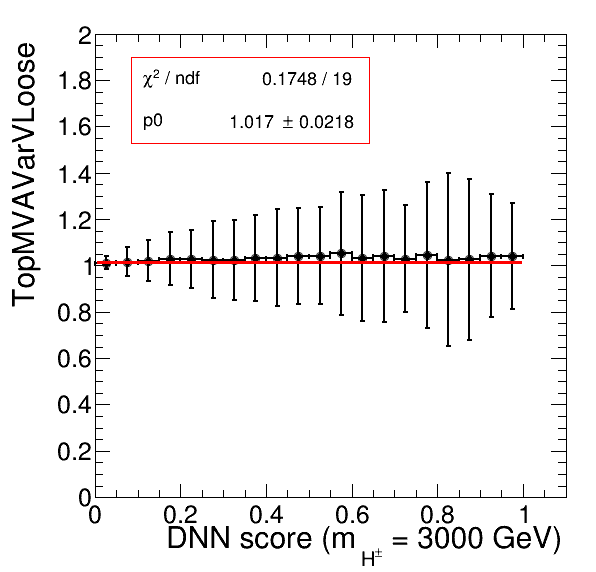 TopMVAVarVLoose
2
1.8
1.6
1.4
1.2
1
0.8
0.6
0.4
0.2
0
χ² / ndf 0.1748 / 19
p0 1.017 ± 0.0218
0 0.2 0.4 0.6 0.8 1
DNN score (m_H± = 3000 GeV)